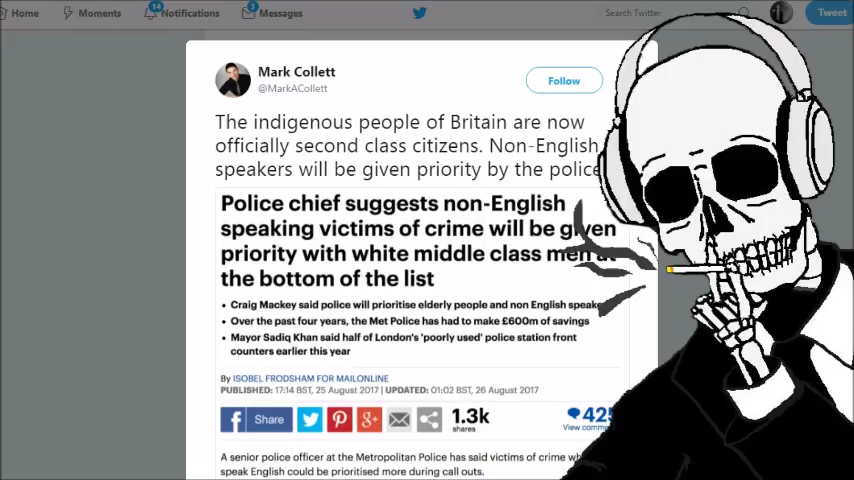 Home Moments 14 Notifications 3 Messages Search Twitter Tweet
Mark Collett
@MarkACollett
Follow
The indigenous people of Britain are now
officially second class citizens. Non-English
speakers will be given priority by the police
Police chief suggests non-English
speaking victims of crime will be given
priority with white middle class men at
the bottom of the list
• Craig Mackey said police will prioritise elderly people and non English
• Over the past four years, the Met Police has had to make £600m of savings
• Mayor Sadiq Khan said half of London's 'poorly used' police station front
counters earlier this year
By ISOBEL FRODSHAM FOR MAILONLINE
PUBLISHED: 17:14 BST, 25 August 2017 | UPDATED: 01:02 BST, 26 August 2017
Share 1.3k 425
shares View
A senior police officer at the Metropolitan Police has said victims of crime
speak English could be prioritised more during call outs.